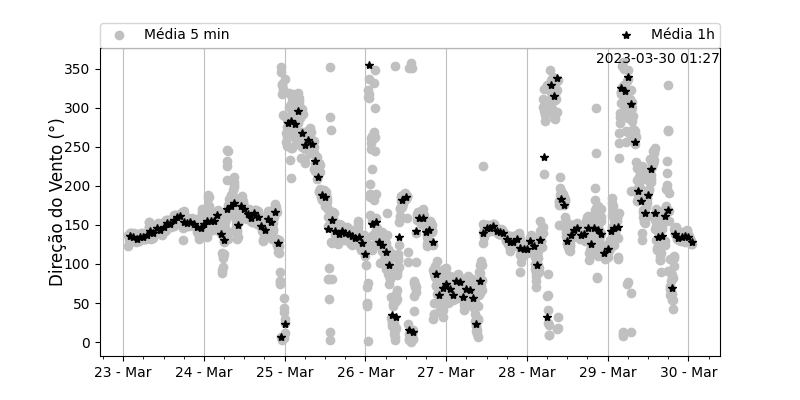 Média 5 min
Média 1h
2023-03-30 01:27
Direção do Vento (°)
350
300
250
200
150
100
50
0
23 - Mar
24 - Mar
25 - Mar
26 - Mar
27 - Mar
28 - Mar
29 - Mar
30 - Mar